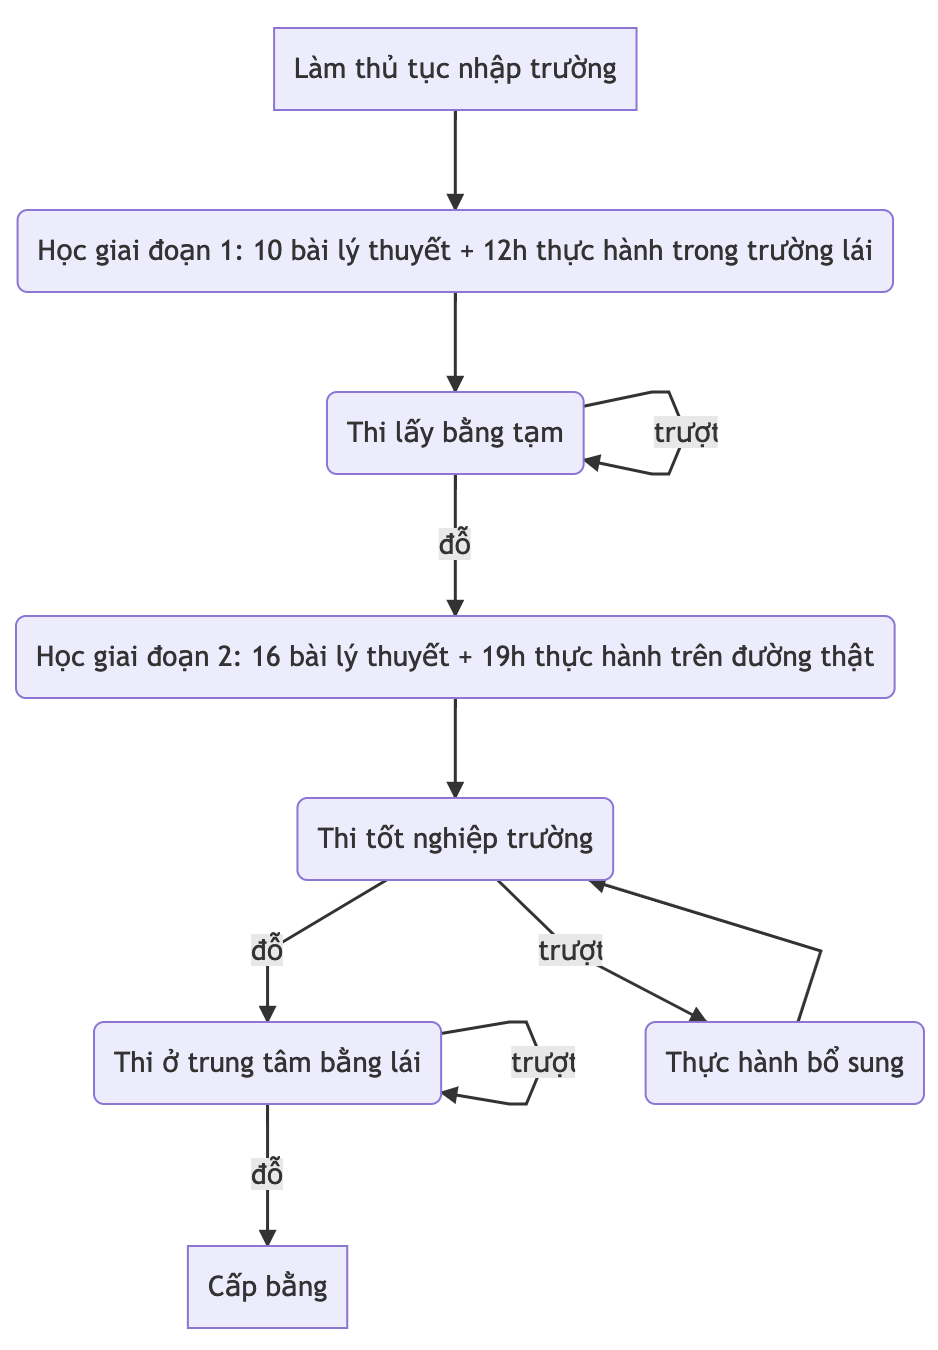 Làm thủ tục nhập trường
Học giai đoạn 1: 10 bài lý thuyết + 12h thực hành trong trường lái
Thi lấy bằng tạm
trượt
đỗ
Học giai đoạn 2: 16 bài lý thuyết + 19h thực hành trên đường thật
Thi tốt nghiệp trường
đỗ
trượt
Thi ở trung tâm bằng lái
trượt
Thực hành bổ sung
đỗ
Cấp bằng